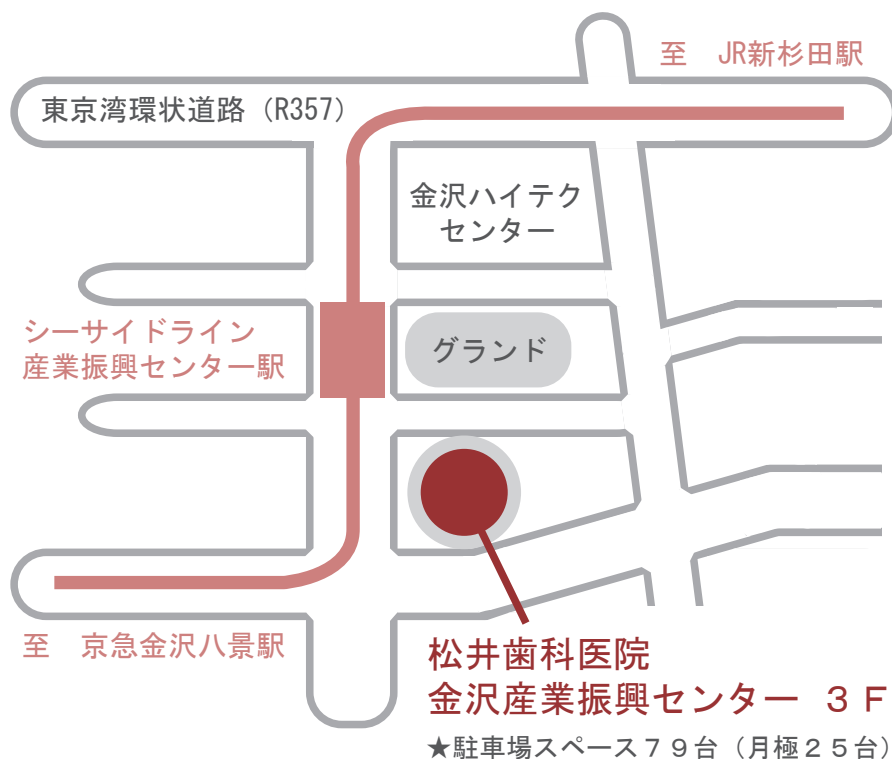 至　JR新杉田駅
東京湾環状道路（R357）
金沢ハイテク
センター
シーサイドライン
産業振興センター駅
グランド
至　京急金沢八景駅
松井歯科医院
金沢産業振興センター　３Ｆ
★駐車場スペース７９台（月極２５台）